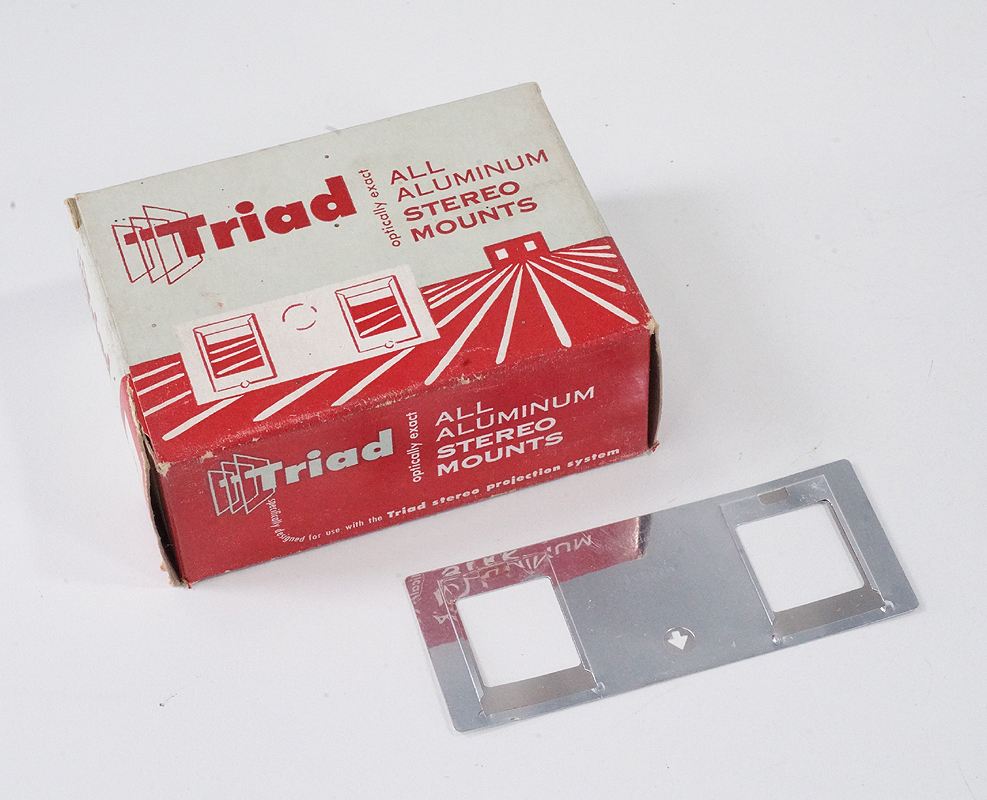 Triad
optically exact
ALL
ALUMINUM
STEREO
MOUNTS
Triad
optically exact
ALL
ALUMINUM
STEREO
MOUNTS
specifically designed for use with the Triad stereo projection system